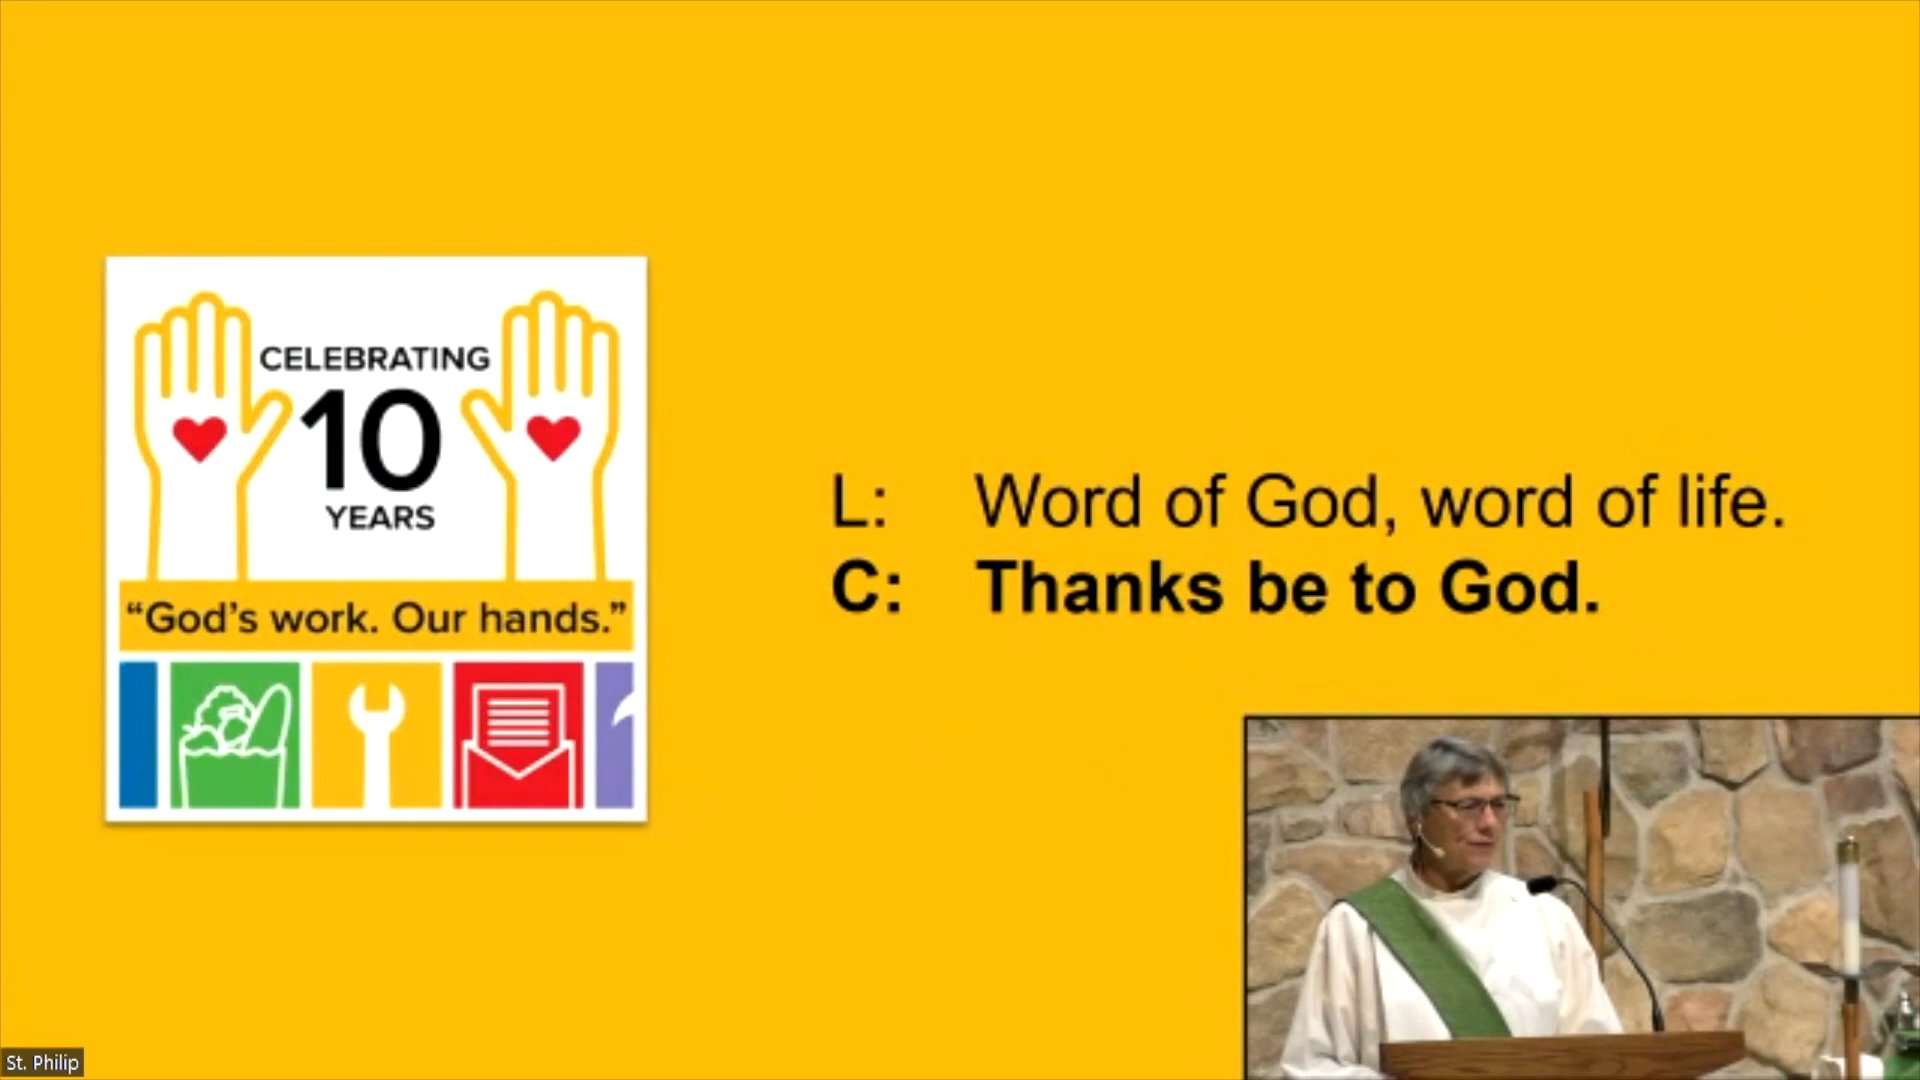 CELEBRATING
10
YEARS
“God’s work. Our hands.”
L: Word of God, word of life.
C: Thanks be to God.
St. Philip